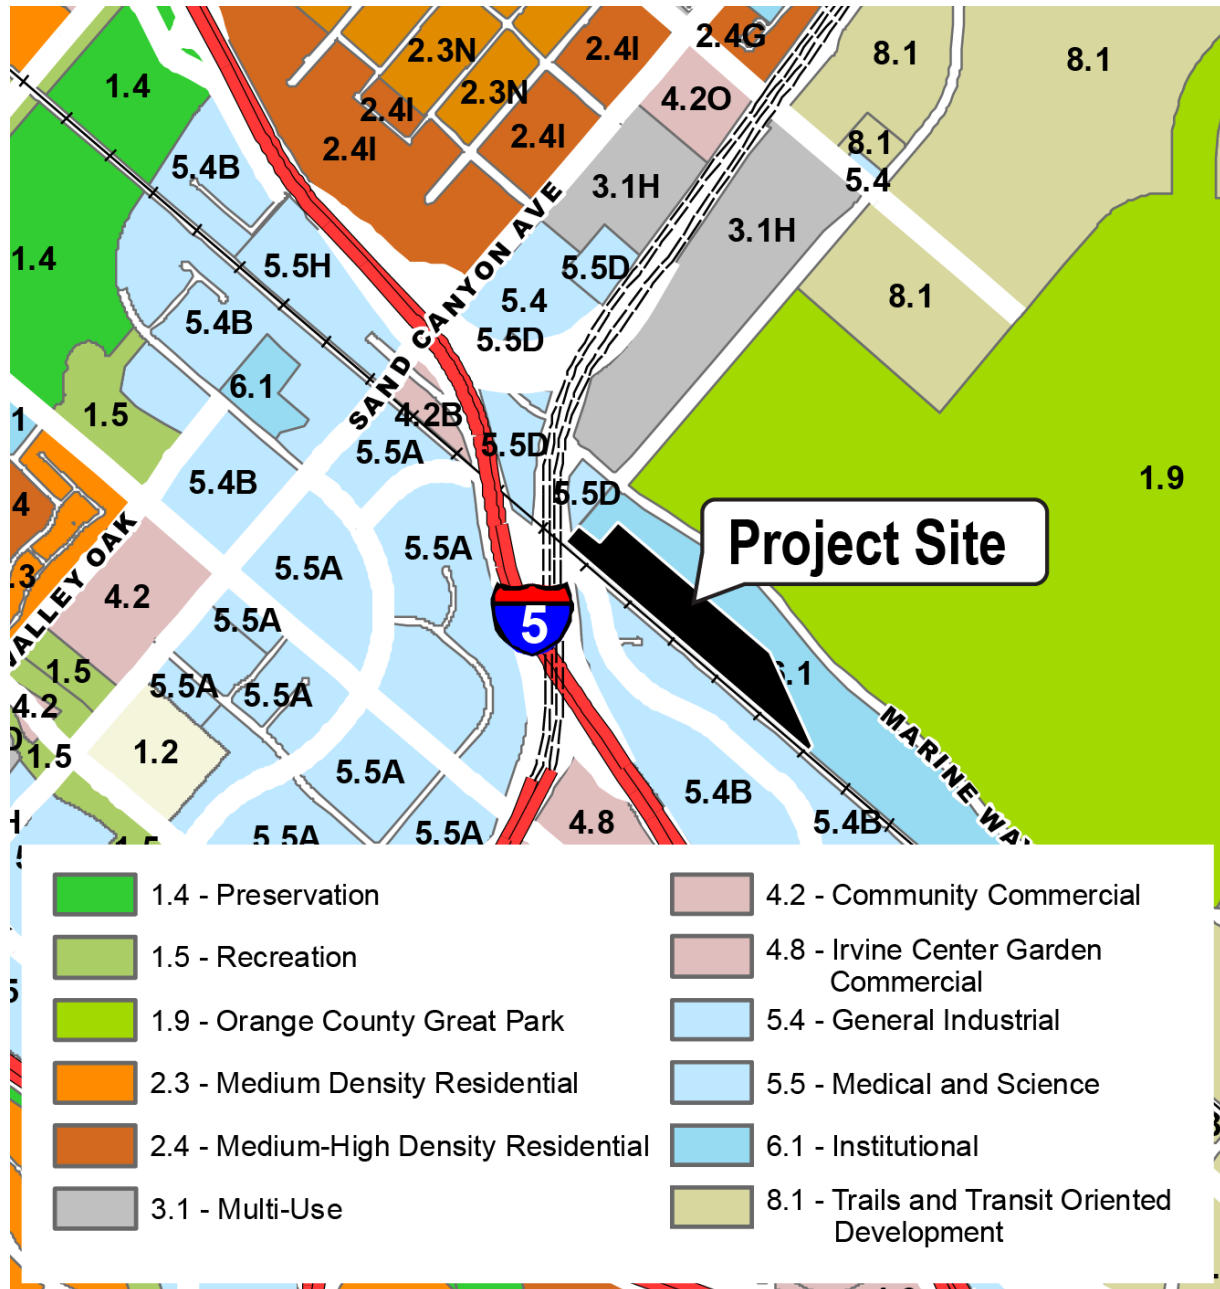 2.4G
2.3N
2.4I
8.1
8.1
1.4
2.3N
4.2O
2.4I
2.4I
8.1
2.4I
5.4B
5.4
3.1H
3.1H
1.4
5.5H
5.5D
5.4
8.1
5.4B
5.5D
SAND CANYON AVE
6.1
1.5
4.2B
5.5D
5.5A
1.9
5.4B
5.5D
4
5.5A
Project Site
5.5A
.3
4.2
5.5A
5
VALLEY OAK
1.5
5.5A
5.5A
.1
4.2
1.5
1.2
MARINE WAY
5.5A
5.4B
4.8
5.4B
5.5A
5.5A
1.4 - Preservation
1.5 - Recreation
1.9 - Orange County Great Park
2.3 - Medium Density Residential
2.4 - Medium-High Density Residential
3.1 - Multi-Use
4.2 - Community Commercial
4.8 - Irvine Center Garden
Commercial
5.4 - General Industrial
5.5 - Medical and Science
6.1 - Institutional
8.1 - Trails and Transit Oriented
Development